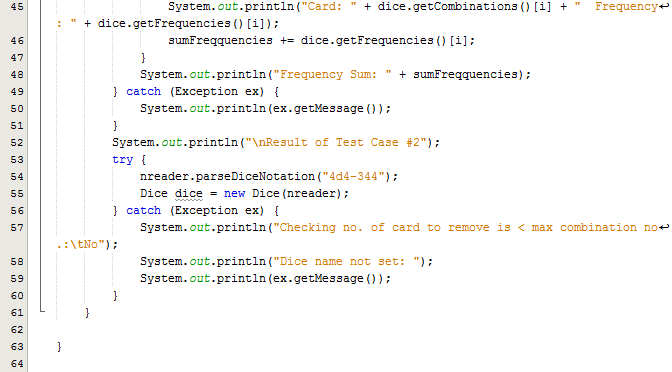 45 System.out.println("Card: " + dice.getCombinations()[i] + "  Frequency↩
: " + dice.getFrequencies()[i]);
46 sumFreqquencies += dice.getFrequencies()[i];
47 }
48 System.out.println("Frequency Sum: " + sumFreqquencies);
49 } catch (Exception ex) {
50 System.out.println(ex.getMessage());
51 }
52 System.out.println("\nResult of Test Case #2");
53 try {
54 nreader.parseDiceNotation("4d4-344");
55 Dice dice = new Dice(nreader);
56 } catch (Exception ex) {
57 System.out.println("Checking no. of card to remove is < max combination no↩
.:\tNo");
58 System.out.println("Dice name not set: ");
59 System.out.println(ex.getMessage());
60 }
61 }
62
63 }
64